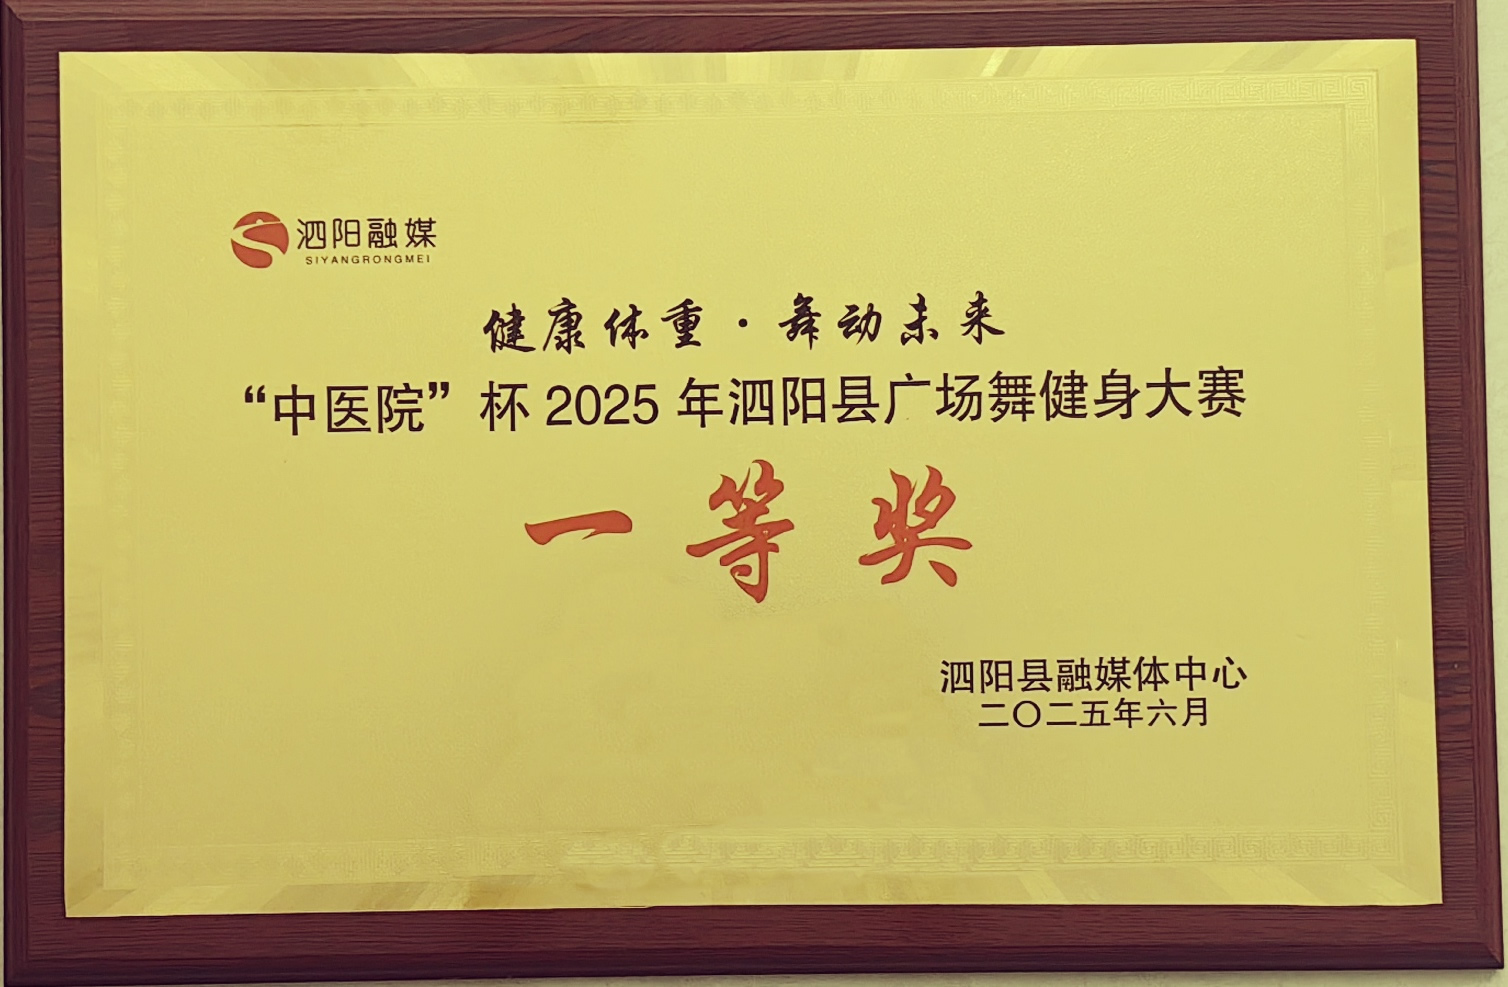 泗阳融媒
SIYANGRONGMEI
健康体重·舞动未来
“中医院”杯2025年泗阳县广场舞健身大赛
一等奖
泗阳县融媒体中心
二〇二五年六月